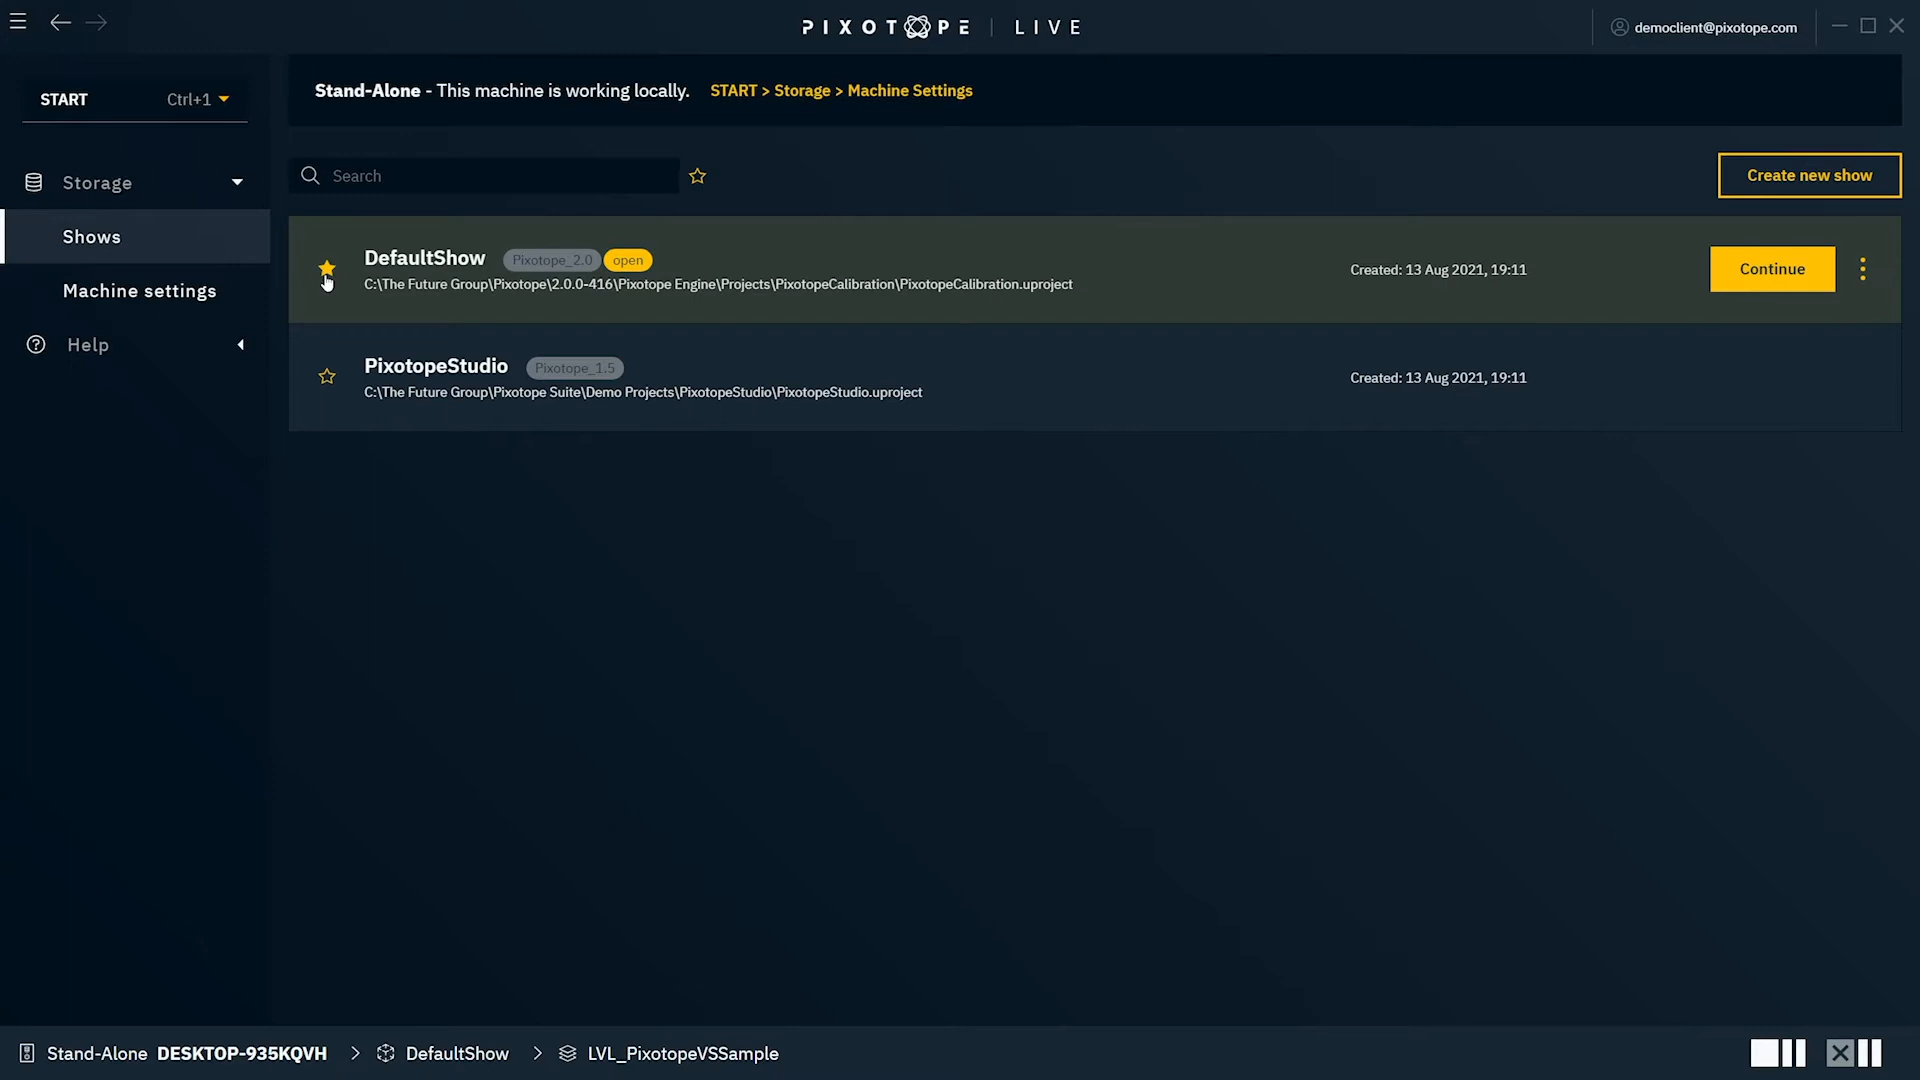 PIXOTOPE | LIVE
democlient@pixotope.com
START Ctrl+1
Stand-Alone - This machine is working locally. START > Storage > Machine Settings
Storage
Search
Create new show
Shows
DefaultShow Pixotope_2.0 open
C:\The Future Group\Pixotope\2.0.0-416\Pixotope Engine\Projects\PixotopeCalibration\PixotopeCalibration.uproject
Created: 13 Aug 2021, 19:11
Continue
Machine settings
Help
PixotopeStudio Pixotope_1.5
C:\The Future Group\Pixotope Suite\Demo Projects\PixotopeStudio\PixotopeStudio.uproject
Created: 13 Aug 2021, 19:11
Stand-Alone DESKTOP-935KQVH > DefaultShow > LVL_PixotopeVSSample